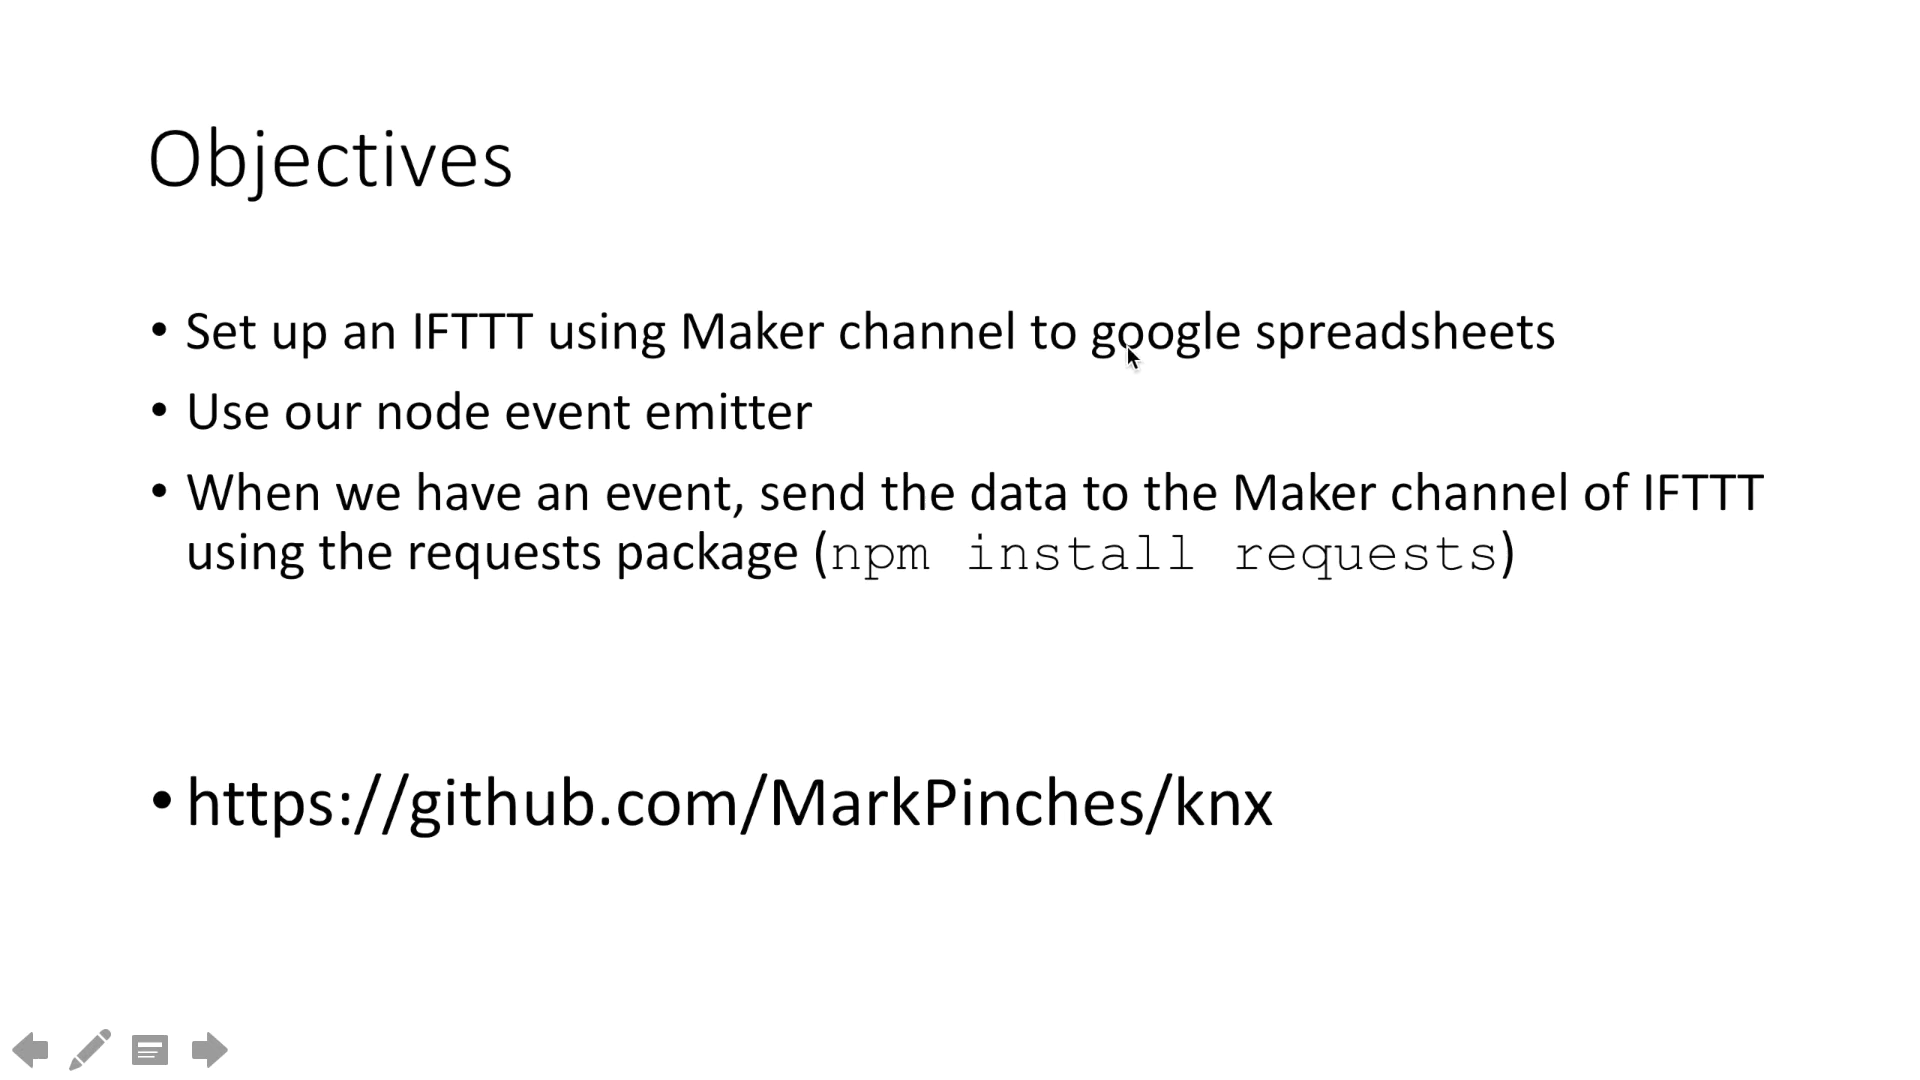 Objectives
• Set up an IFTTT using Maker channel to google spreadsheets
• Use our node event emitter
• When we have an event, send the data to the Maker channel of IFTTT
using the requests package (npm install requests)
• https://github.com/MarkPinches/knx